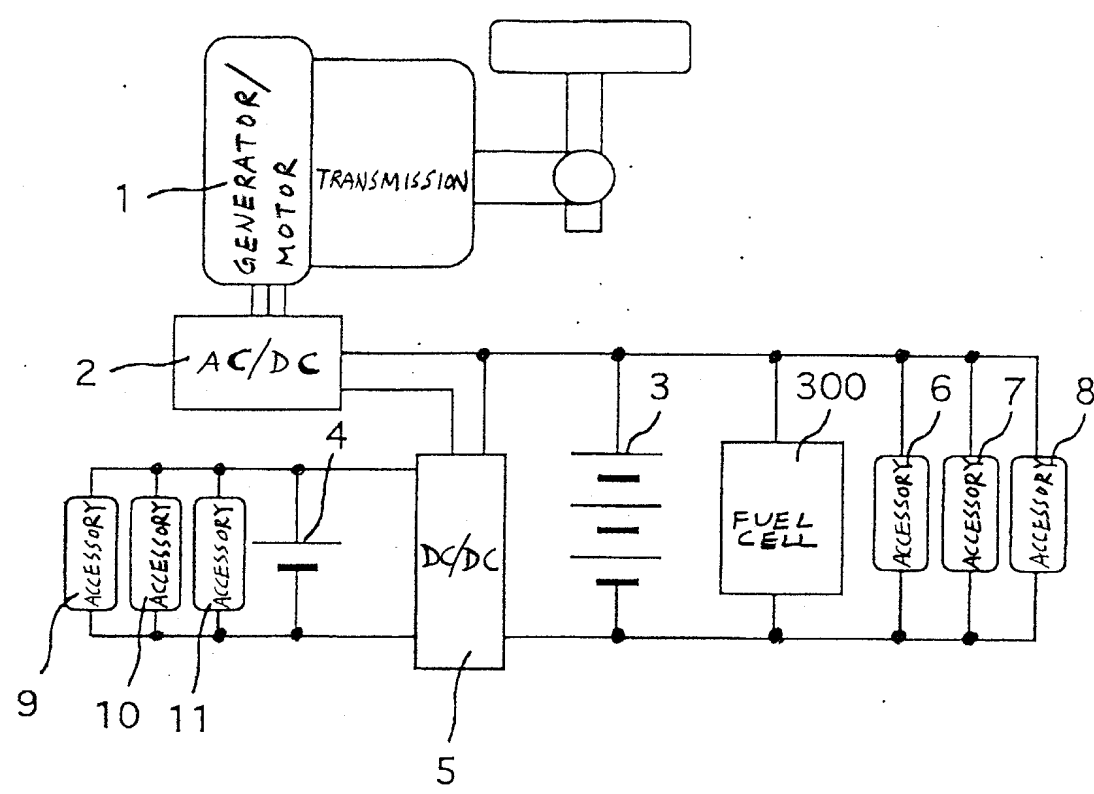 GENERATOR/
MOTOR
TRANSMISSION
1
AC/DC
2
3
300
6
7
8
4
ACCESSORY
ACCESSORY
ACCESSORY
DC/DC
FUEL
CELL
ACCESSORY
ACCESSORY
ACCESSORY
9
10
11
5